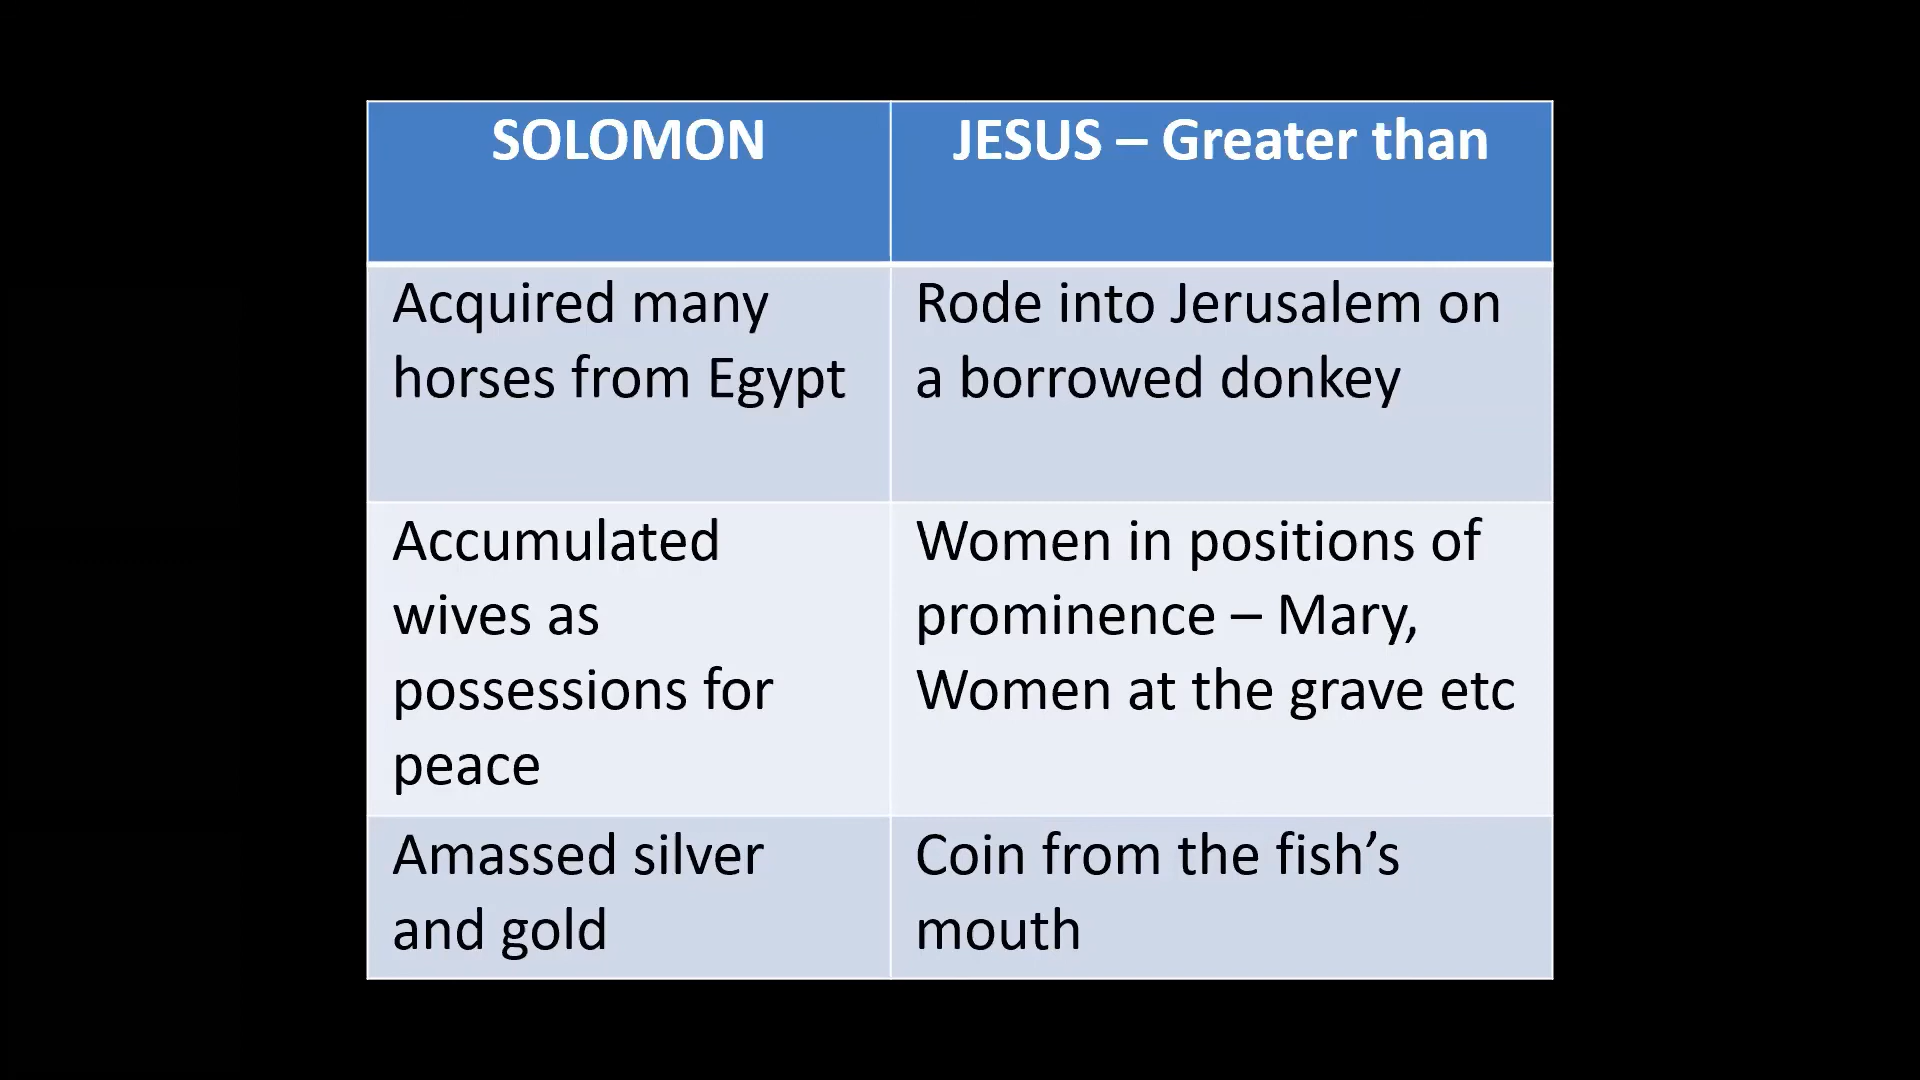 SOLOMON
JESUS – Greater than
Acquired many
horses from Egypt
Rode into Jerusalem on
a borrowed donkey
Accumulated
wives as
possessions for
peace
Women in positions of
prominence – Mary,
Women at the grave etc
Amassed silver
and gold
Coin from the fish’s
mouth